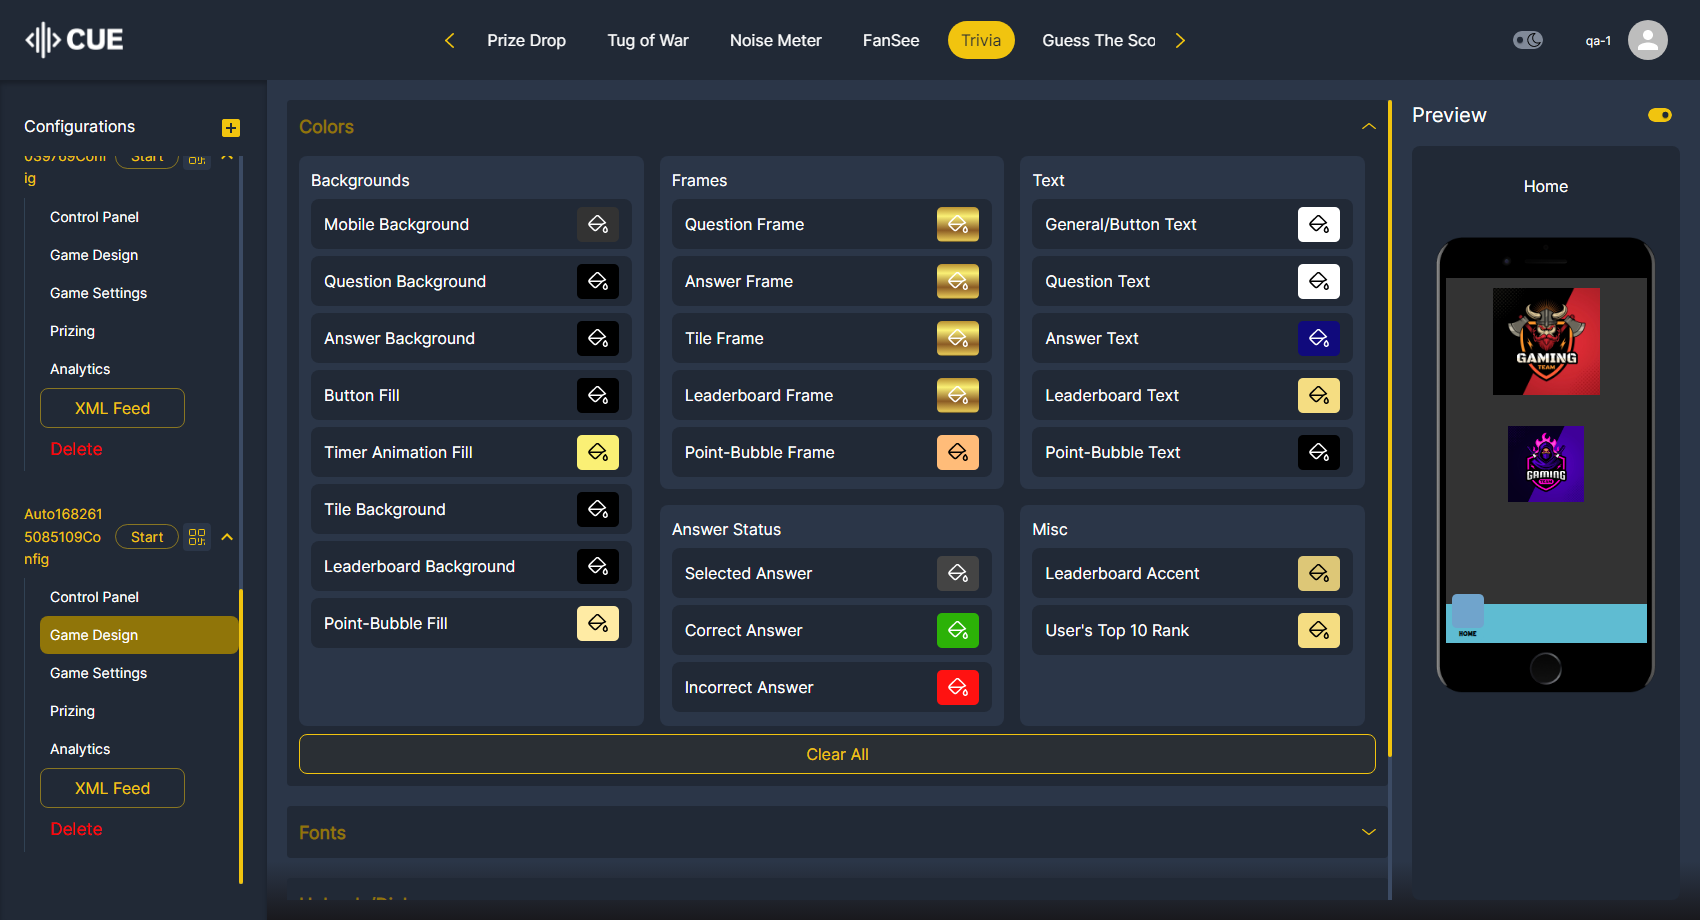 CUE
Prize Drop
Tug of War
Noise Meter
FanSee
Trivia
Guess The Sco
qa-1
Configurations
039769Conf
ig
Start
Control Panel
Game Design
Game Settings
Prizing
Analytics
XML Feed
Delete
Auto168261
5085109Co
nfig
Start
Control Panel
Game Design
Game Settings
Prizing
Analytics
XML Feed
Delete
Colors
Backgrounds
Mobile Background
Question Background
Answer Background
Button Fill
Timer Animation Fill
Tile Background
Leaderboard Background
Point-Bubble Fill
Frames
Question Frame
Answer Frame
Tile Frame
Leaderboard Frame
Point-Bubble Frame
Text
General/Button Text
Question Text
Answer Text
Leaderboard Text
Point-Bubble Text
Answer Status
Selected Answer
Correct Answer
Incorrect Answer
Misc
Leaderboard Accent
User's Top 10 Rank
Clear All
Fonts
Preview
Home
GAMING
TEAM
GAMING
TEAM
HOME